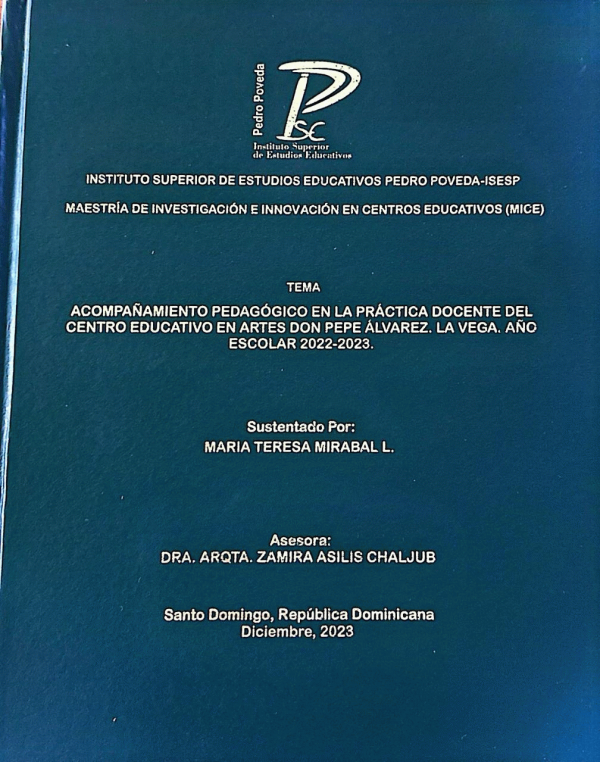 Pedro Poveda
ISE
Instituto Superior
de Estudios Educativos
INSTITUTO SUPERIOR DE ESTUDIOS EDUCATIVOS PEDRO POVEDA-ISESP
MAESTRÍA DE INVESTIGACIÓN E INNOVACIÓN EN CENTROS EDUCATIVOS (MICE)
TEMA
ACOMPAÑAMIENTO PEDAGÓGICO EN LA PRÁCTICA DOCENTE DEL
CENTRO EDUCATIVO EN ARTES DON PEPE ÁLVAREZ. LA VEGA. AÑO
ESCOLAR 2022-2023.
Sustentado Por:
MARIA TERESA MIRABAL L.
Asesora:
DRA. ARQTA. ZAMIRA ASILIS CHALJUB
Santo Domingo, República Dominicana
Diciembre, 2023